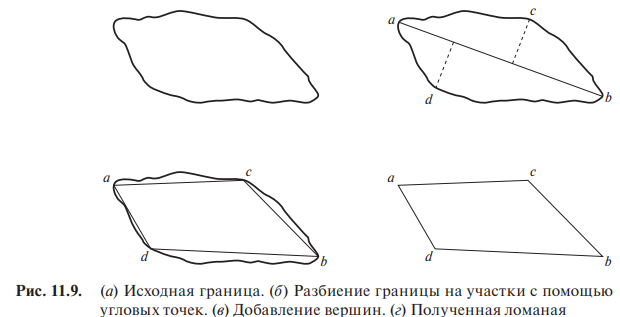 a
c
d
b
a
c
d
b
a
c
d
b
Рис. 11.9. (а) Исходная граница. (б) Разбиение границы на участки с помощью
угловых точек. (в) Добавление вершин. (г) Полученная ломаная